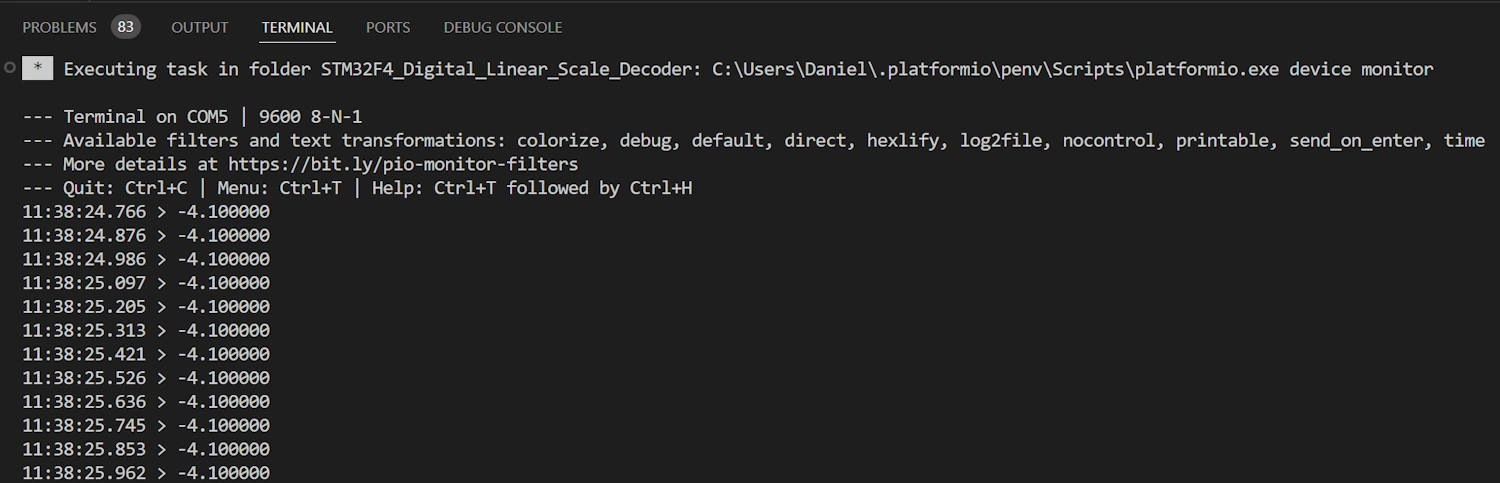 PROBLEMS 83 OUTPUT TERMINAL PORTS DEBUG CONSOLE
* Executing task in folder STM32F4_Digital_Linear_Scale_Decoder: C:\Users\Daniel\.platformio\penv\Scripts\platformio.exe device monitor
--- Terminal on COM5 | 9600 8-N-1
--- Available filters and text transformations: colorize, debug, default, direct, hexlify, log2file, nocontrol, printable, send_on_enter, time
--- More details at https://bit.ly/pio-monitor-filters
--- Quit: Ctrl+C | Menu: Ctrl+T | Help: Ctrl+T followed by Ctrl+H
11:38:24.766 > -4.100000
11:38:24.876 > -4.100000
11:38:24.986 > -4.100000
11:38:25.097 > -4.100000
11:38:25.205 > -4.100000
11:38:25.313 > -4.100000
11:38:25.421 > -4.100000
11:38:25.526 > -4.100000
11:38:25.636 > -4.100000
11:38:25.745 > -4.100000
11:38:25.853 > -4.100000
11:38:25.962 > -4.100000